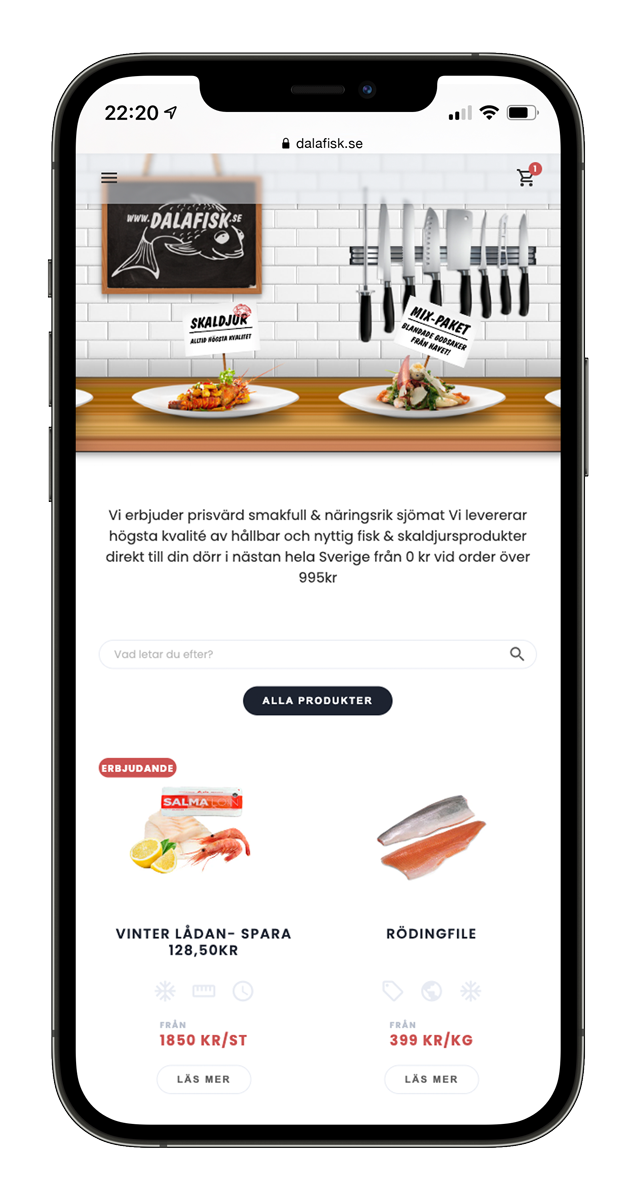 22:20
dalafisk.se
1
WWW.DALAFISK.SE
SKALDJUR
ALLTID HÖGSTA KVALITET
MIX-PAKET
BLANDADE GODSAKER
FRÅN HAVET!
Vi erbjuder prisvärd smakfull & näringsrik sjömat Vi levererar
högsta kvalité av hållbar och nyttig fisk & skaldjursprodukter
direkt till din dörr i nästan hela Sverige från 0 kr vid order över
995kr
Vad letar du efter?
ALLA PRODUKTER
ERBJUDANDE
SALMA
VINTER LÅDAN- SPARA
128,50KR
FRÅN
1850 KR/ST
LÄS MER
RÖDINGFILE
FRÅN
399 KR/KG
LÄS MER